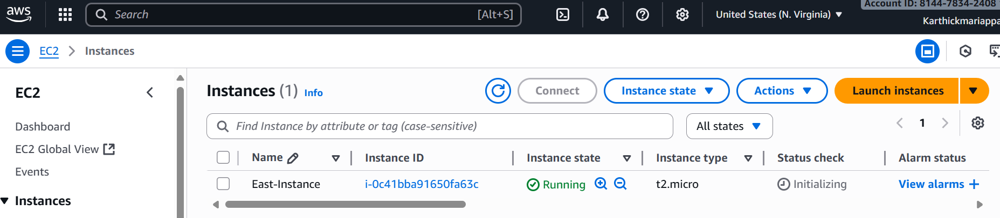 aws
Search [Alt+S]
United States (N. Virginia)
Account ID: 8144-7834-2408
Karthickmariappa
EC2 Instances
EC2
Dashboard
EC2 Global View
Events
Instances
Instances (1) Info
Connect
Instance state
Actions
Launch instances
Find Instance by attribute or tag (case-sensitive)
All states
1
Name Instance ID Instance state Instance type Status check Alarm status
East-Instance i-0c41bba91650fa63c Running t2.micro Initializing View alarms +